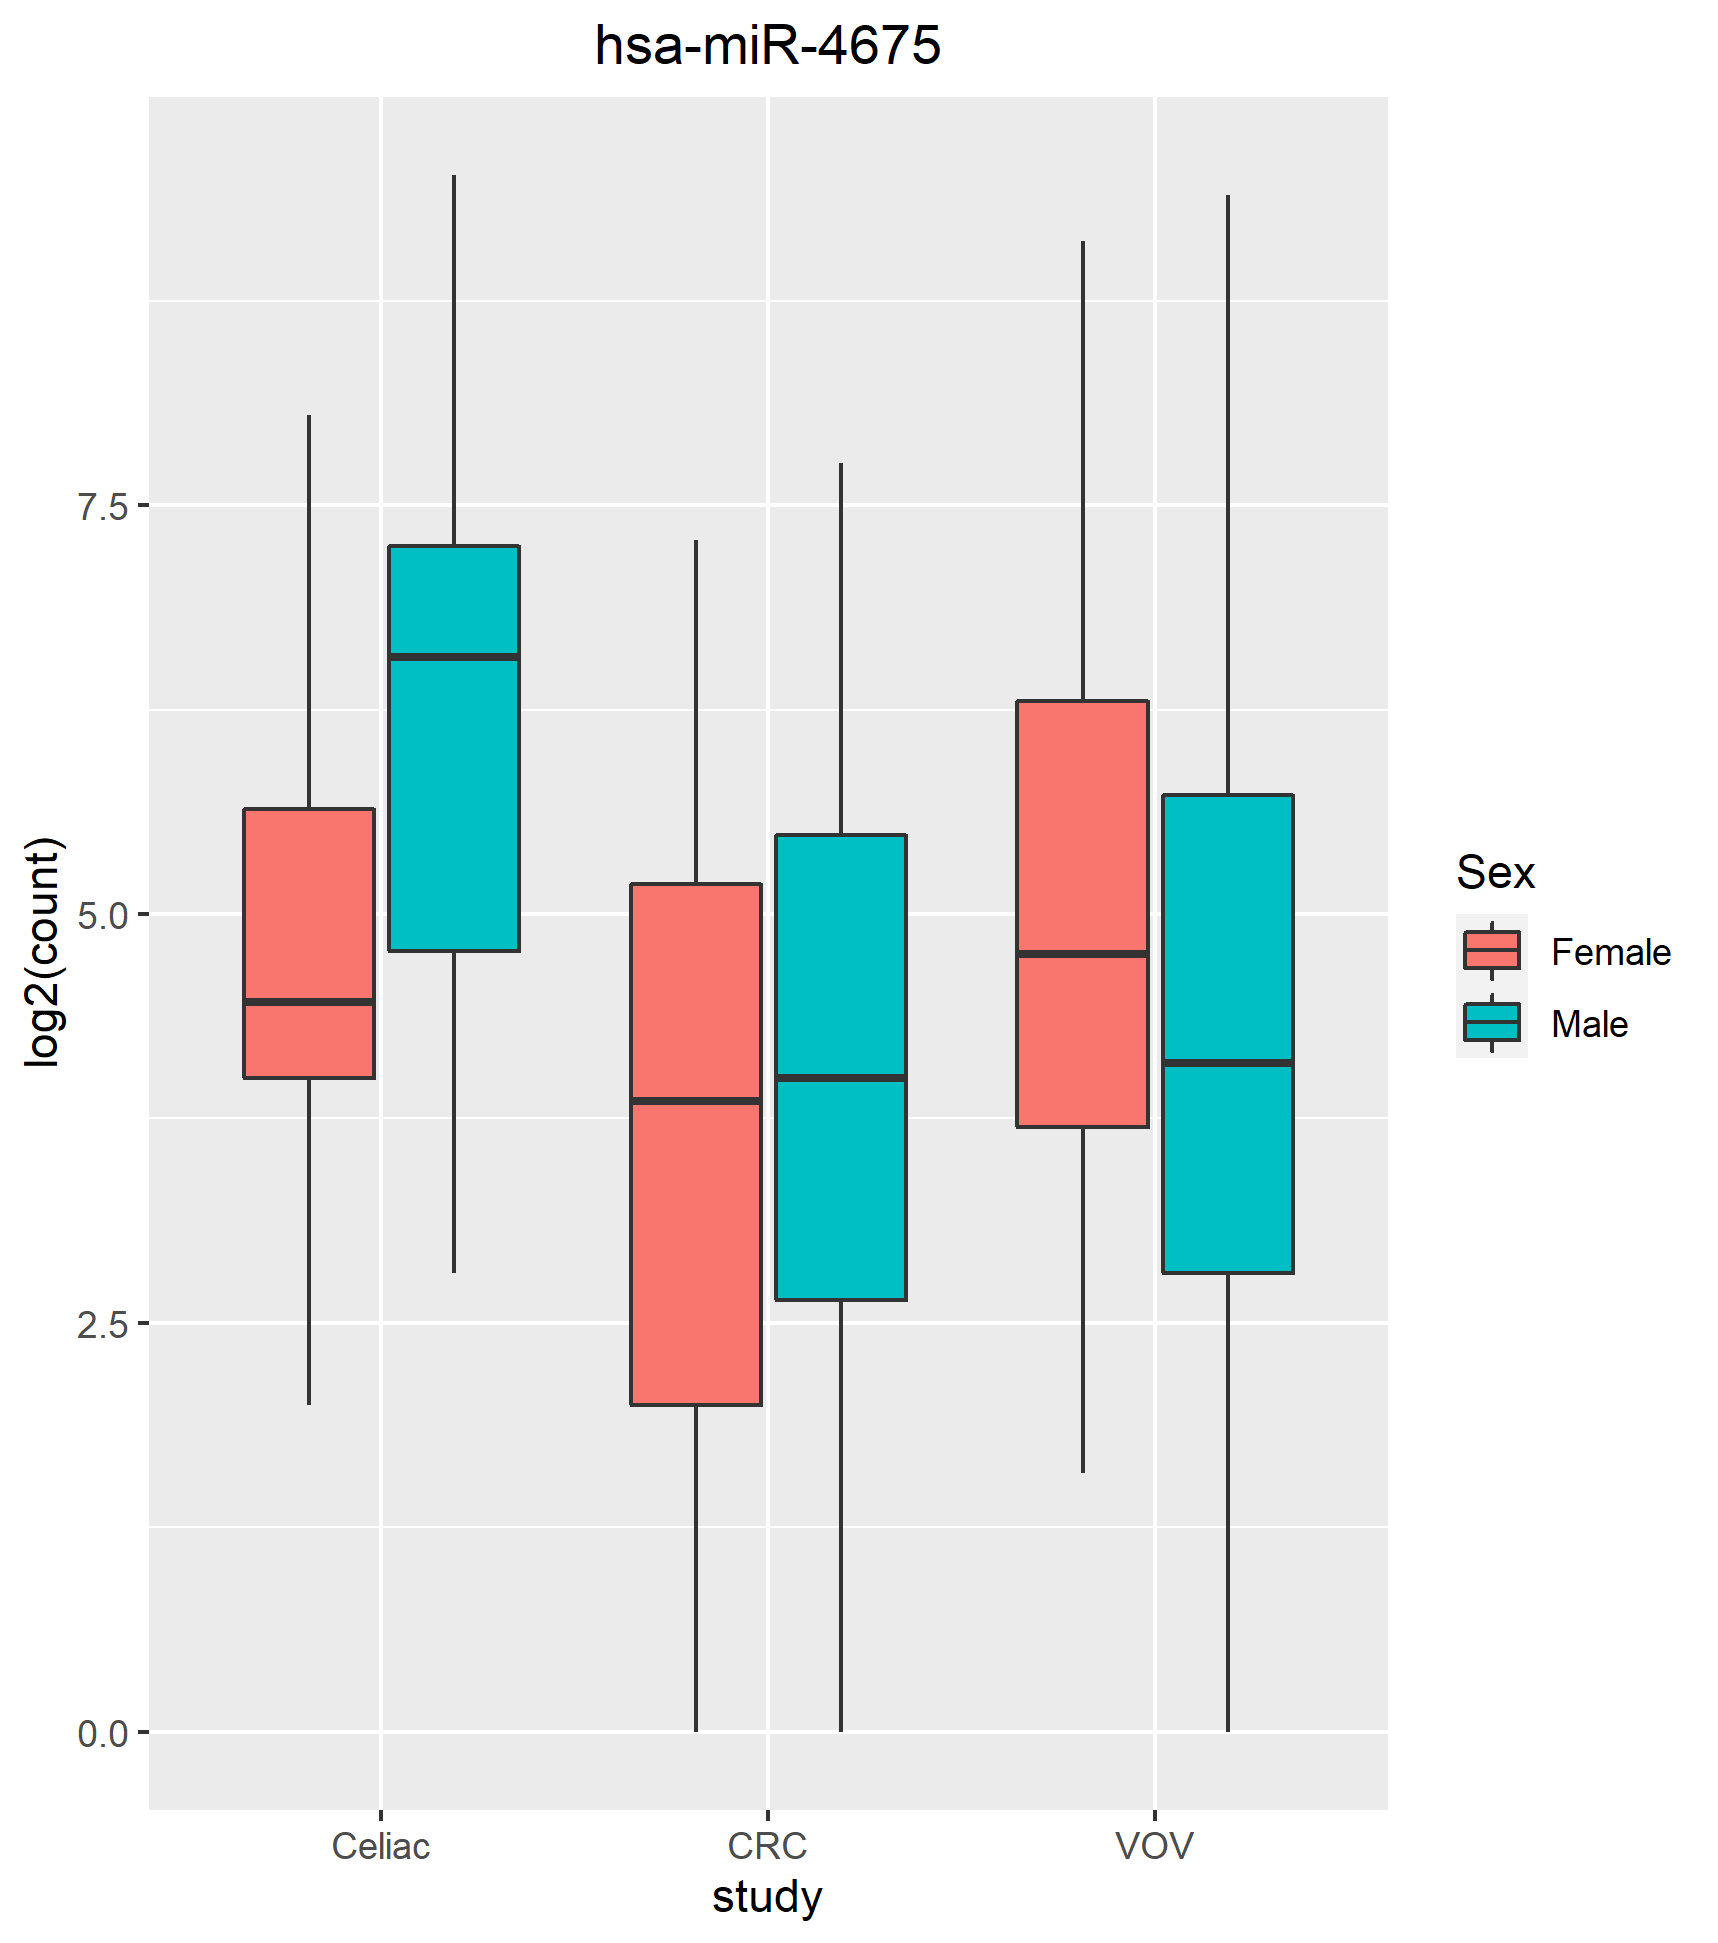 hsa-miR-4675
log2(count)
7.5
5.0
2.5
0.0
Celiac CRC VOV
study
Sex
Female
Male